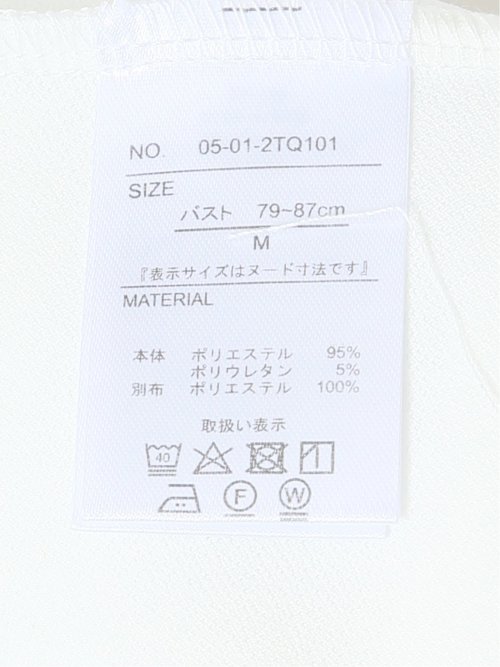 NO. 05-01-2TQ101
SIZE
バスト 79~87cm
M
『表示サイズはヌード寸法です』
MATERIAL
本体 ポリエステル 95%
ポリウレタン 5%
別布 ポリエステル 100%
取扱い表示
40
F W